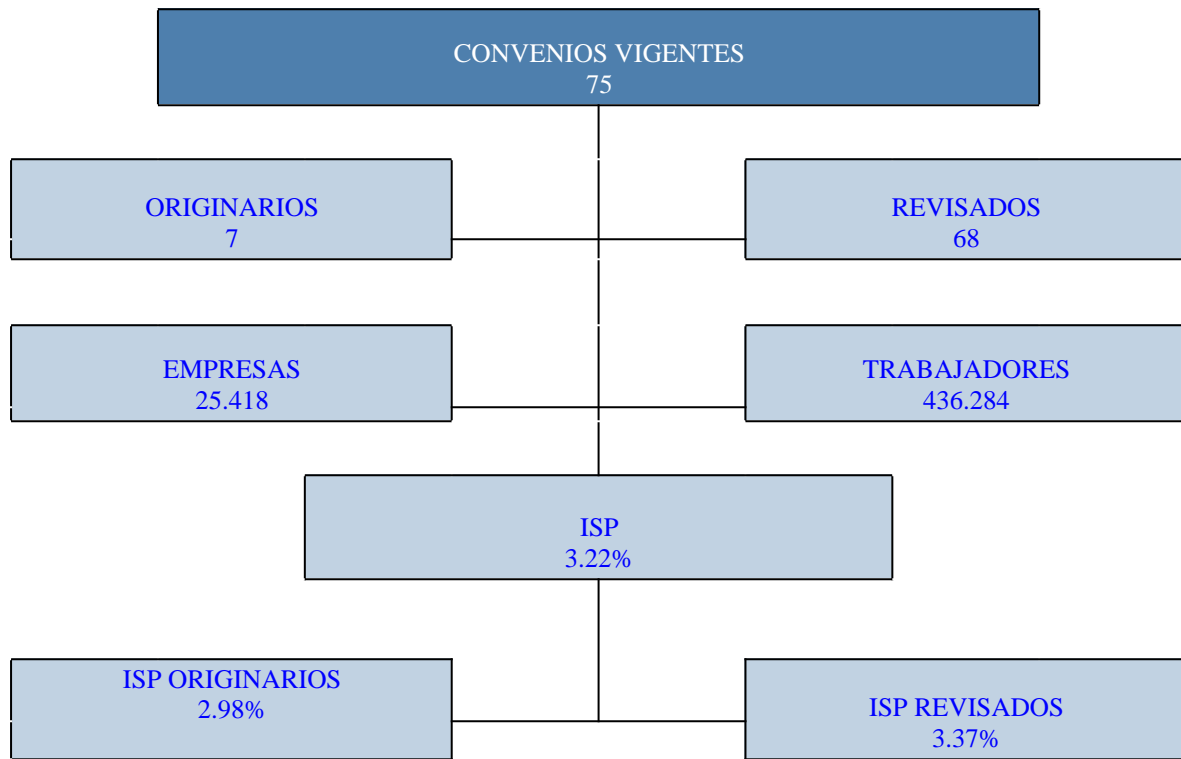 CONVENIOS VIGENTES
75
ORIGINARIOS
7
REVISADOS
68
EMPRESAS
25.418
TRABAJADORES
436.284
ISP
3.22%
ISP ORIGINARIOS
2.98%
ISP REVISADOS
3.37%